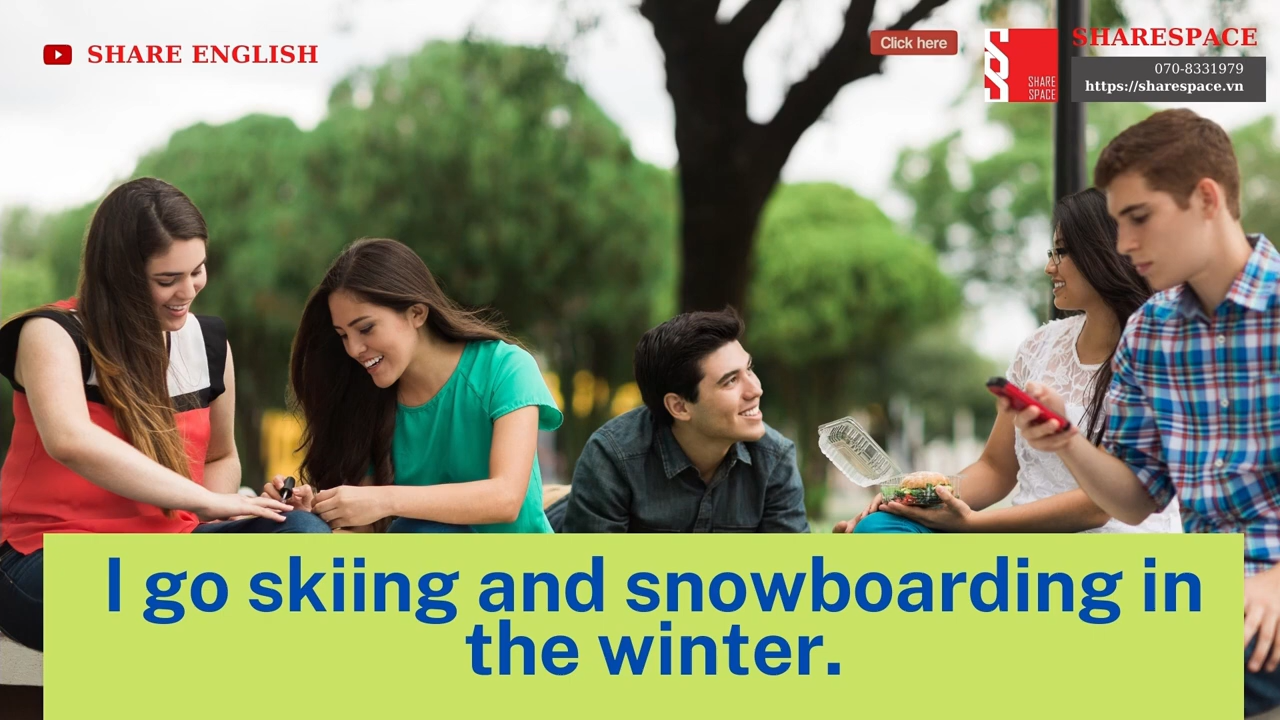 SHARE ENGLISH
Click here
SHARE
SPACE
SHARESPACE
070-8331979
https://sharespace.vn
I go skiing and snowboarding in
the winter.